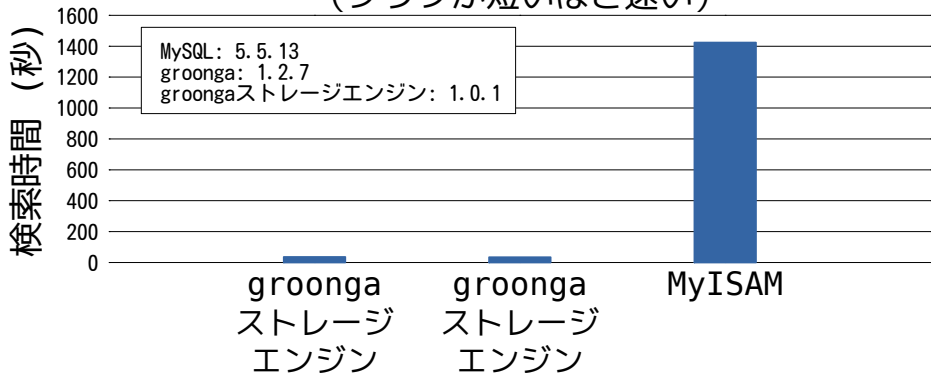 1600
1400
1200
1000
800
600
400
200
0
検索時間 (秒)
MySQL: 5.5.13
groonga: 1.2.7
groongaストレージエンジン: 1.0.1
groonga
ストレージ
エンジン
groonga
ストレージ
エンジン
MyISAM